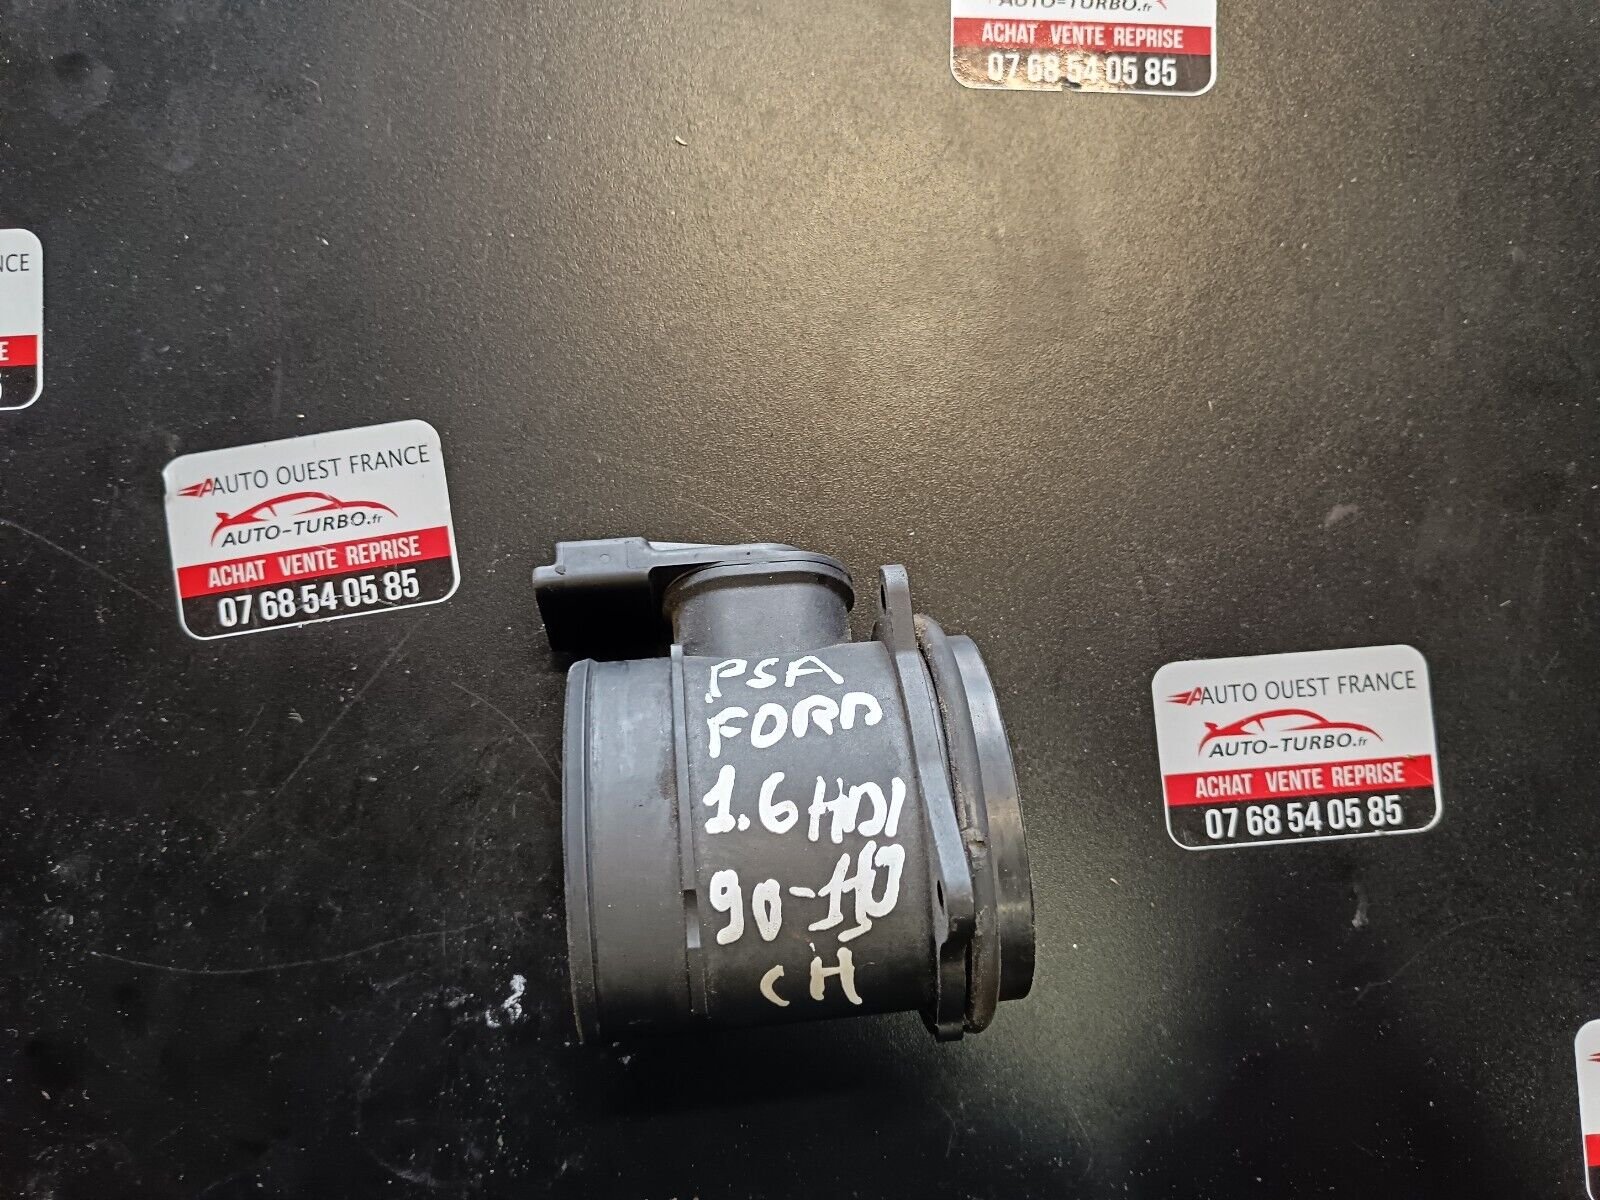 AUTO-TURBO.fr
ACHAT VENTE REPRISE
07 68 54 05 85
NCE
E
AUTO OUEST FRANCE
AUTO-TURBO.fr
ACHAT VENTE REPRISE
07 68 54 05 85
PSA
FORD
1.6 HDI
90-110
CH
AUTO OUEST FRANCE
AUTO-TURBO.fr
ACHAT VENTE REPRISE
07 68 54 05 85